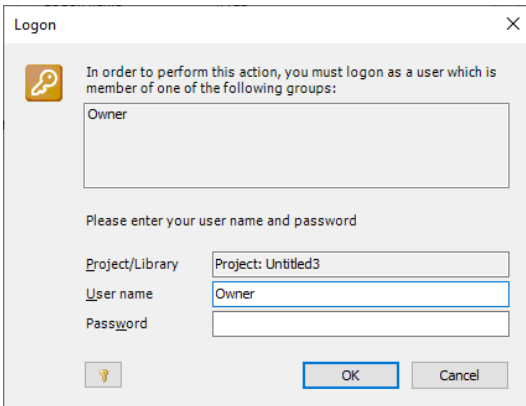 Logon
In order to perform this action, you must logon as a user which is
member of one of the following groups:
Owner
Please enter your user name and password
Project/Library
Project: Untitled3
User name
Owner
Password
OK
Cancel